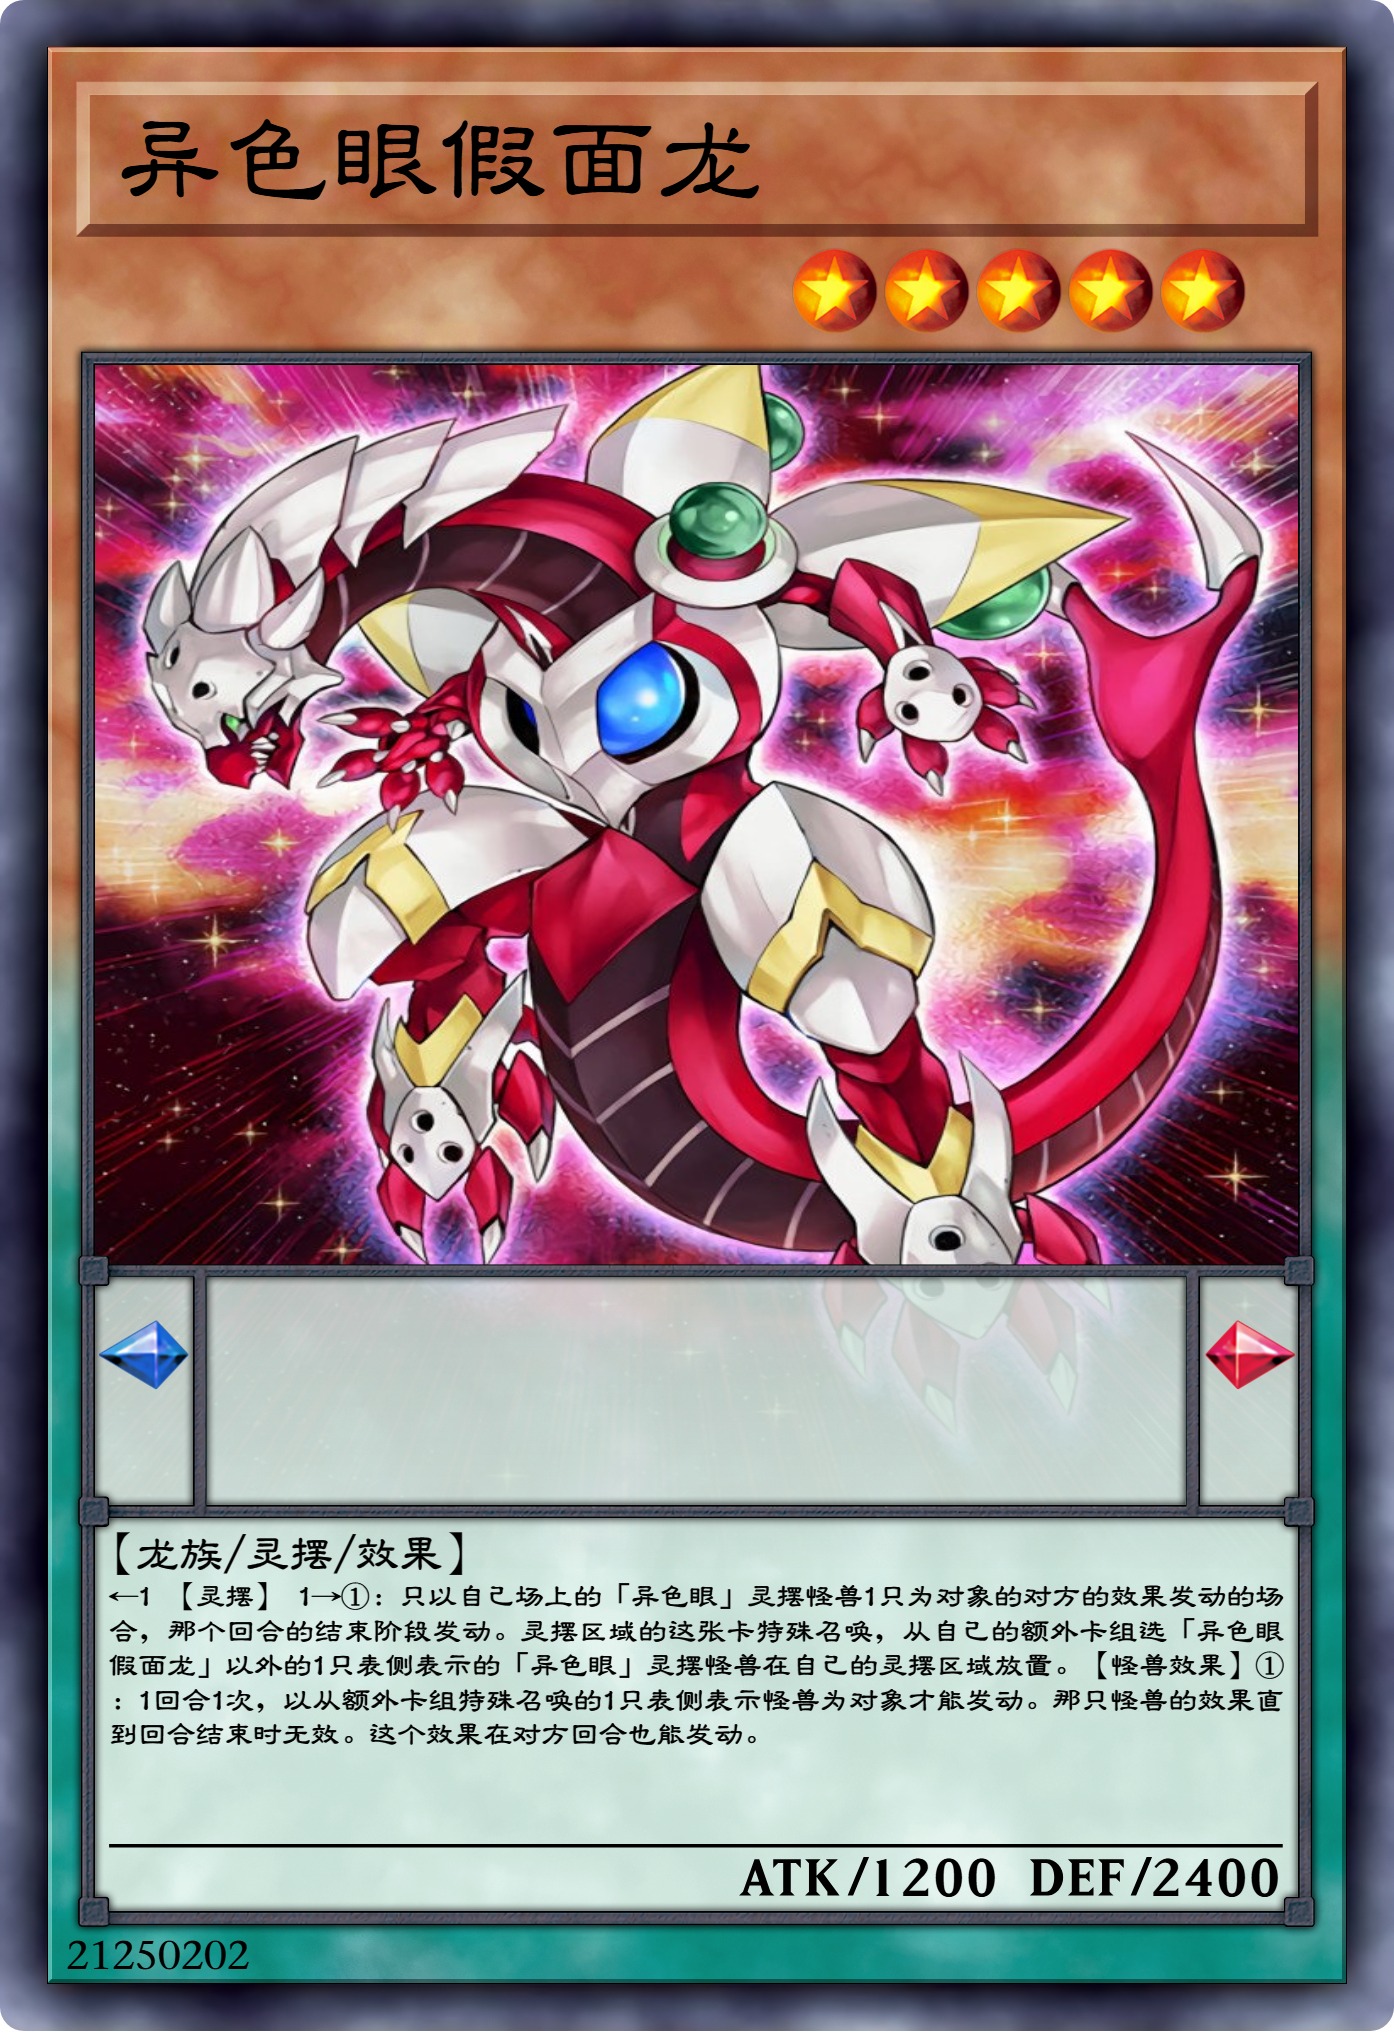 异色眼假面龙
【龙族/灵摆/效果】
←1 【灵摆】 1→①：只以自己场上的「异色眼」灵摆怪兽1只为对象的对方的效果发动的场
合，那个回合的结束阶段发动。灵摆区域的这张卡特殊召唤，从自己的额外卡组选「异色眼
假面龙」以外的1只表侧表示的「异色眼」灵摆怪兽在自己的灵摆区域放置。【怪兽效果】①
：1回合1次，以从额外卡组特殊召唤的1只表侧表示怪兽为对象才能发动。那只怪兽的效果直
到回合结束时无效。这个效果在对方回合也能发动。
ATK/1200 DEF/2400
21250202